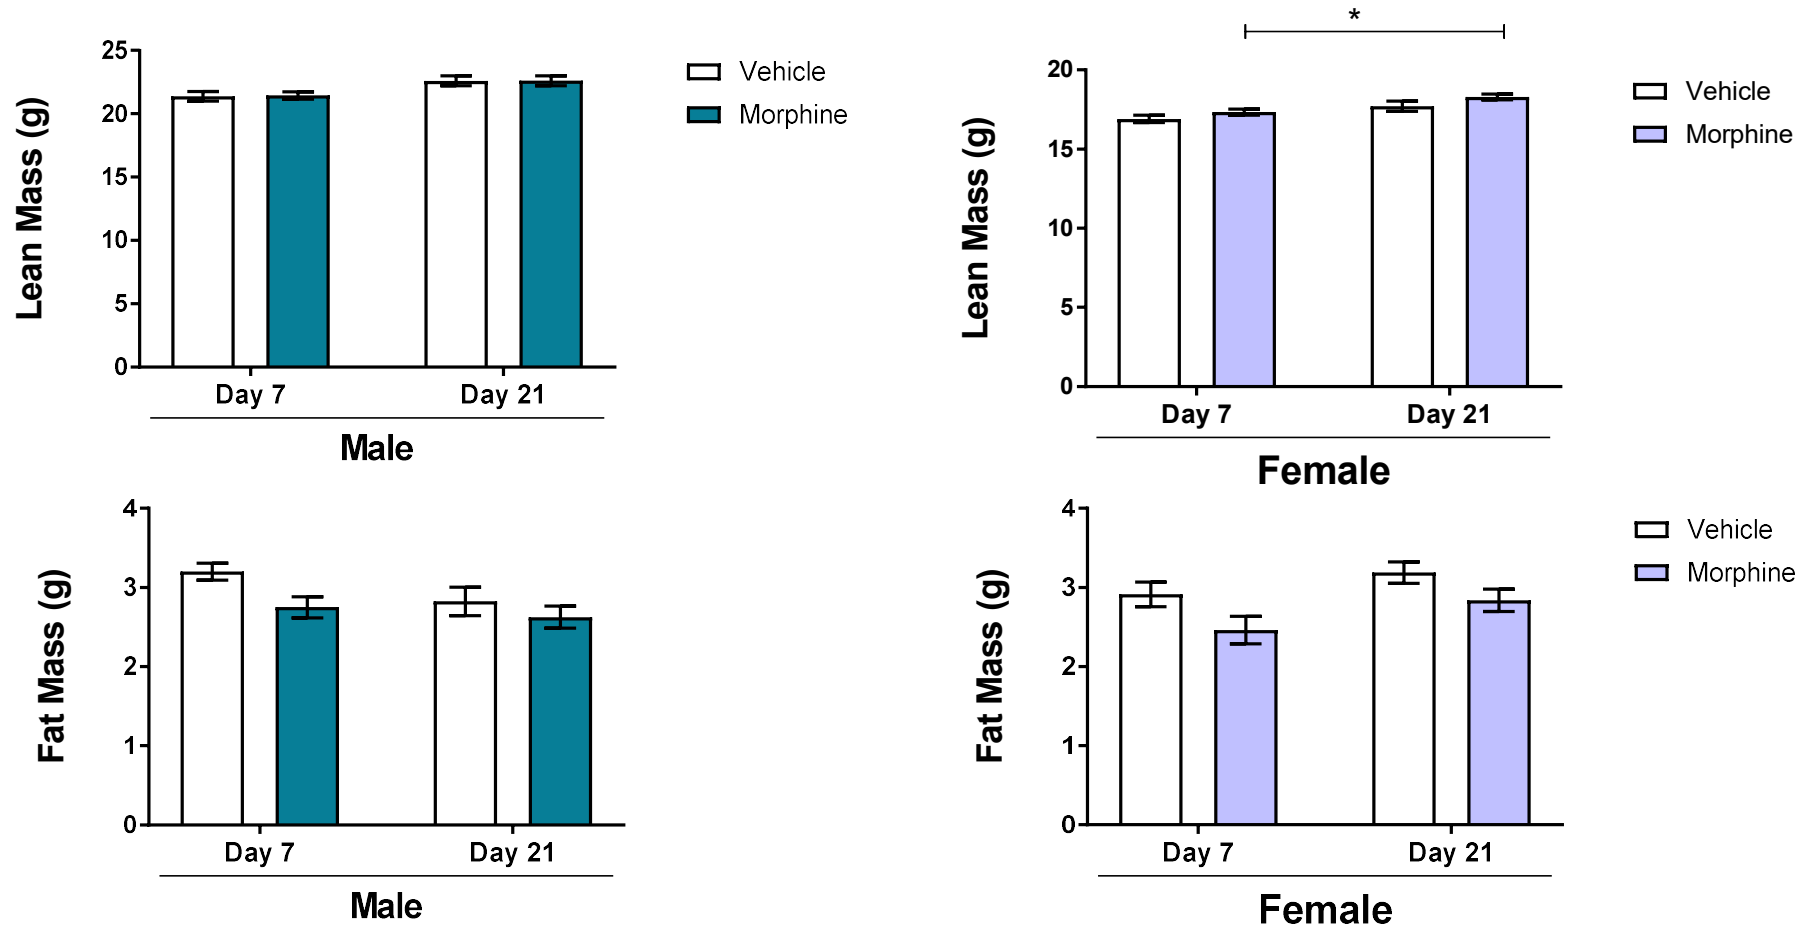 25
20
15
10
5
0
Lean Mass (g)
Day 7
Day 21
Male
Vehicle
Morphine
*
20
15
10
5
0
Lean Mass (g)
Day 7
Day 21
Female
Vehicle
Morphine
4
3
2
1
0
Fat Mass (g)
Day 7
Day 21
Male
4
3
2
1
0
Fat Mass (g)
Day 7
Day 21
Female
Vehicle
Morphine